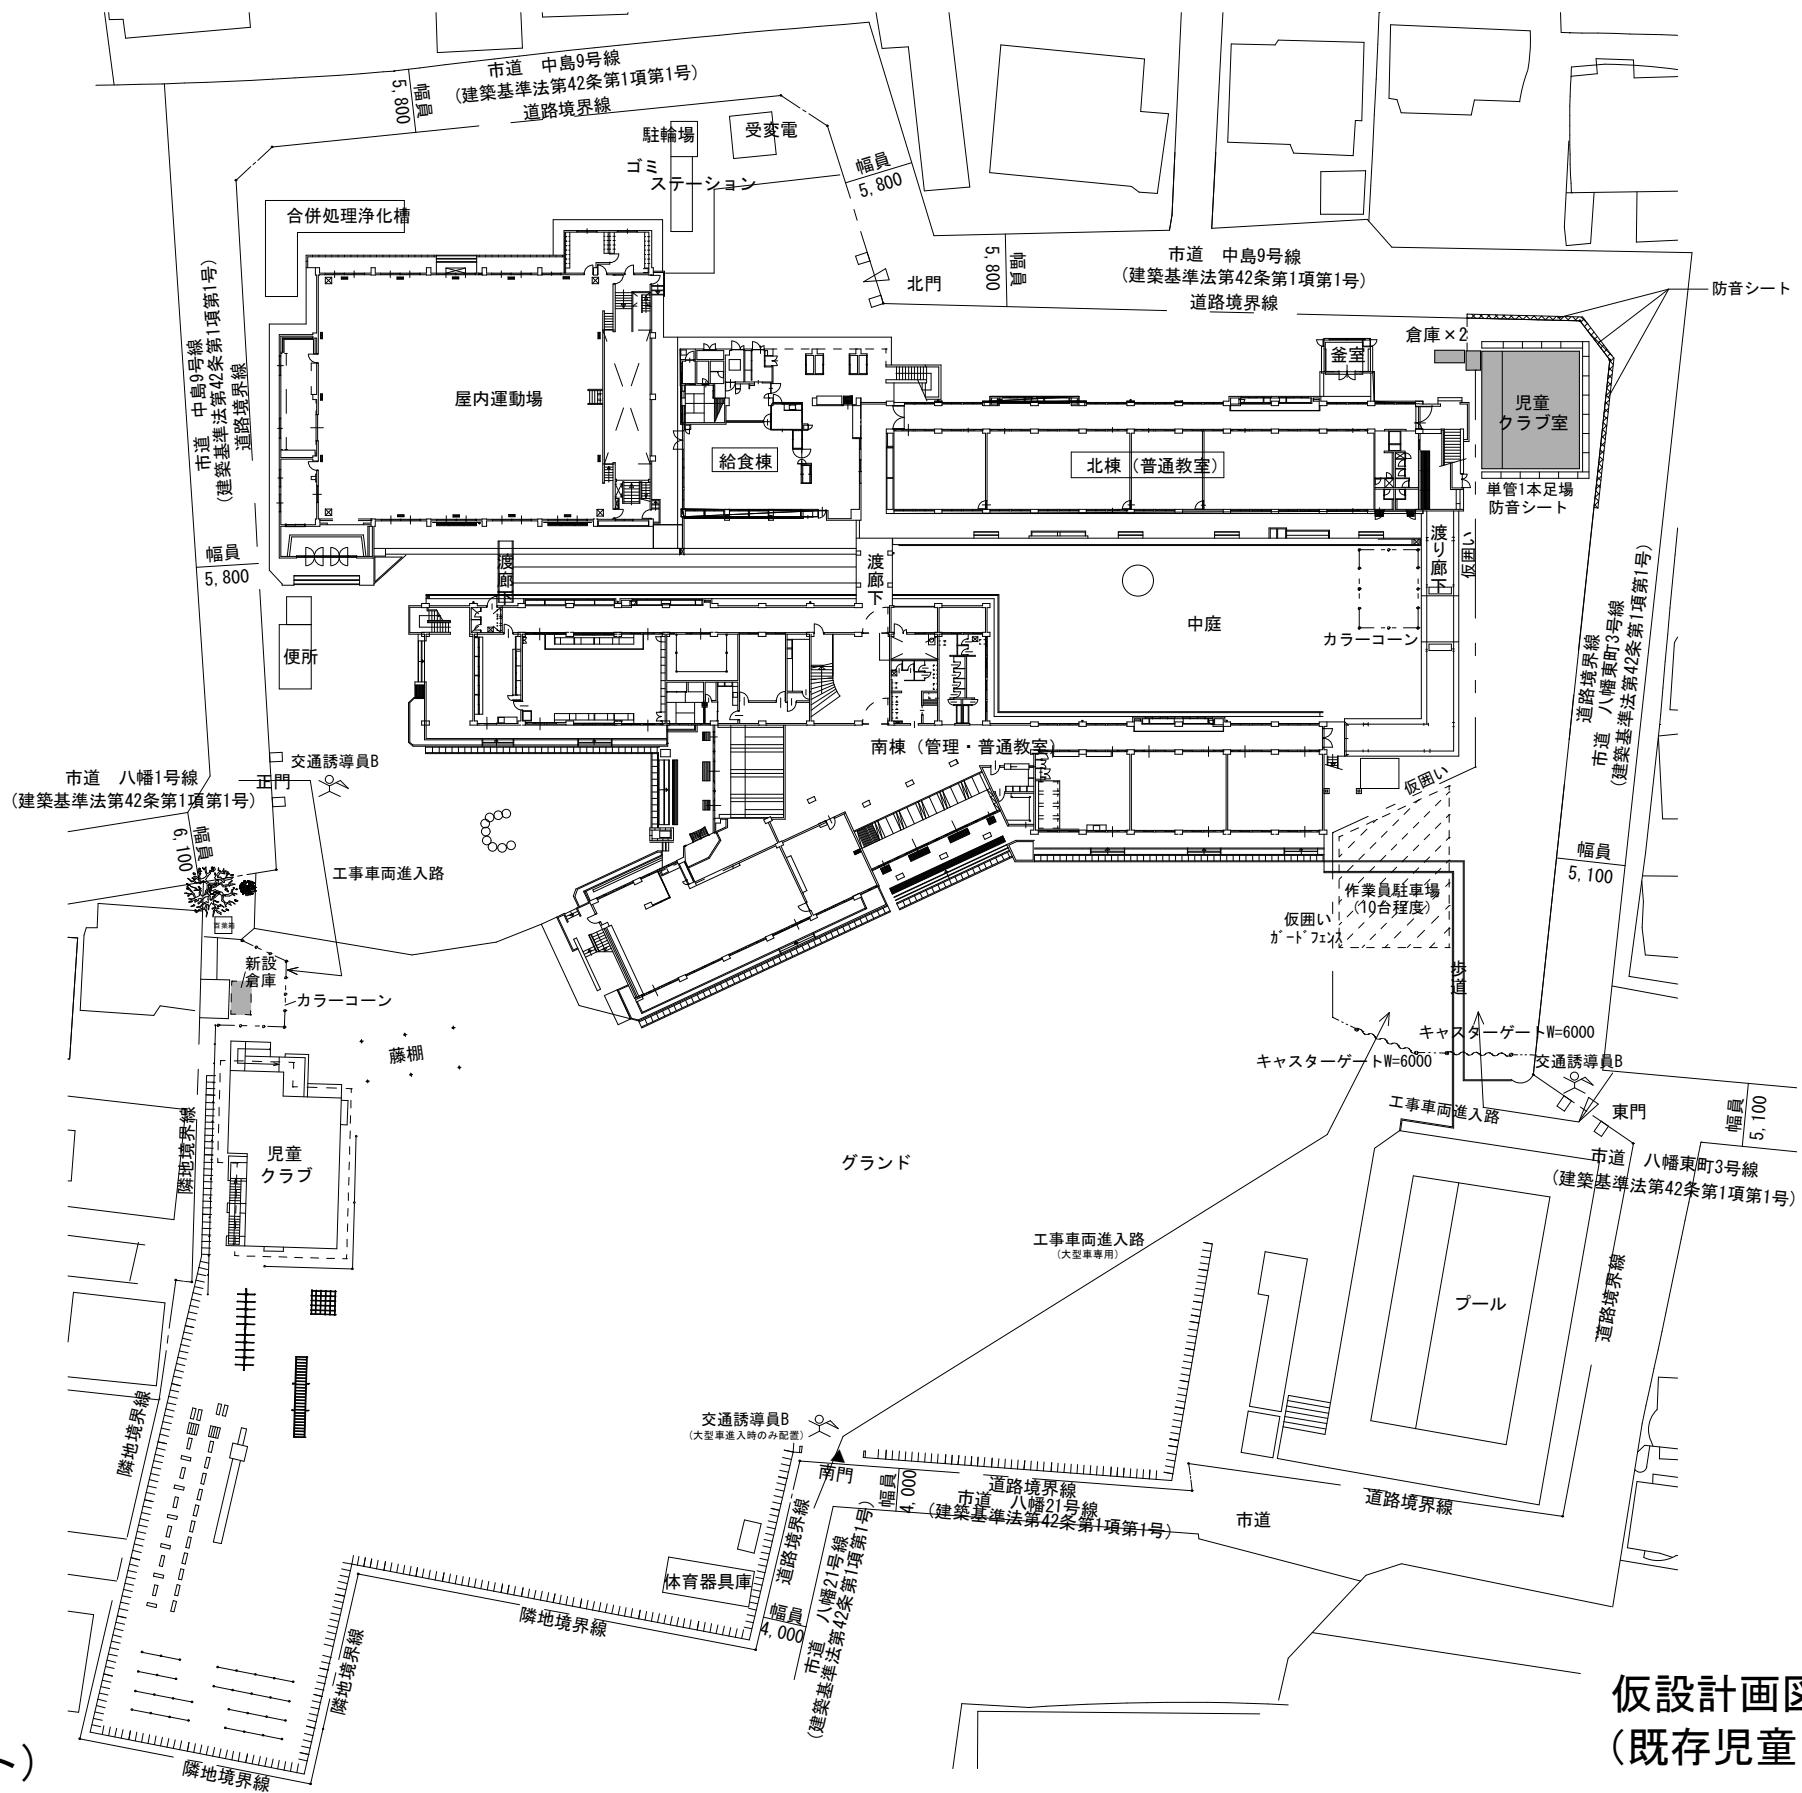 市道 中島9号線
(建築基準法第42条第1項第1号)
道路境界線
幅員
5,800
駐輪場
受変電
ゴミ
ステーション
幅員
5,800
合併処理浄化槽
市道 中島9号線
(建築基準法第42条第1項第1号)
道路境界線
北門
幅員
5,800
市道 中島9号線
(建築基準法第42条第1項第1号)
道路境界線
防音シート
倉庫×2
釜室
児童
クラブ室
屋内運動場
給食棟
北棟(普通教室)
単管1本足場
防音シート
幅員
5,800
渡廊下
渡廊下
渡り廊下
仮囲い
中庭
カラーコーン
便所
道路境界線
市道 八幡東町3号線
(建築基準法第42条第1項第1号)
南棟(管理・普通教室)
交通誘導員B
正門
市道 八幡1号線
(建築基準法第42条第1項第1号)
幅員
6,100
工事車両進入路
仮囲い
幅員
5,100
作業員駐車場
(10台程度)
仮囲い
ガードフェンス
歩道
新設
倉庫
カラーコーン
藤棚
キャスターゲートW=6000
キャスターゲートW=6000
交通誘導員B
工事車両進入路
東門
幅員
5,100
市道 八幡東町3号線
(建築基準法第42条第1項第1号)
隣地境界線
児童
クラブ
グランド
工事車両進入路
(大型車専用)
プール
道路境界線
隣地境界線
交通誘導員B
(大型車進入時のみ配置)
南門
幅員
4,000
道路境界線
市道 八幡21号線
(建築基準法第42条第1項第1号)
市道
道路境界線
道路境界線
市道 八幡21号線
(建築基準法第42条第1項第1号)
体育器具庫
幅員
4,000
隣地境界線
隣地境界線
隣地境界線
仮設計画図
(既存児童
ト)